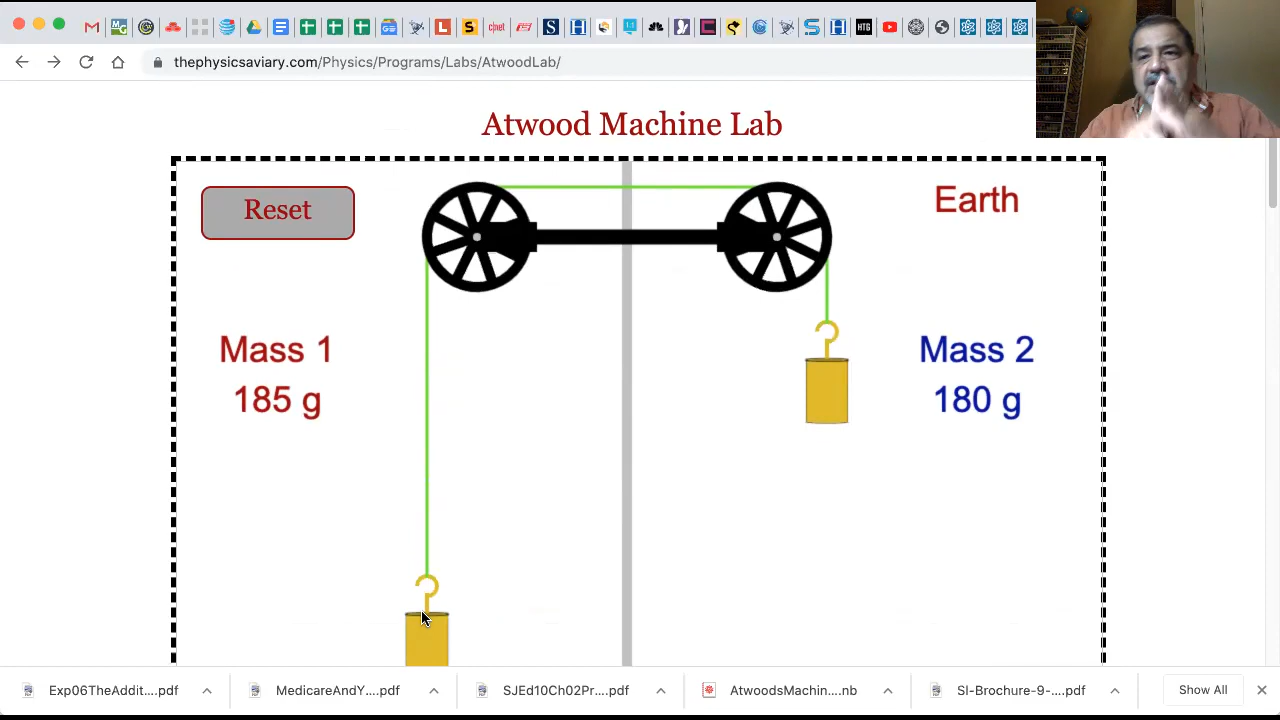 thephysicsaviary.com/Physics/Programs/Labs/AtwoodLab/
Atwood Machine Lab
Reset
Earth
Mass 1
185 g
Mass 2
180 g
Exp06TheAddit....pdf
MedicareAndY....pdf
SJEd10Ch02Pr....pdf
AtwoodsMachin....nb
SI-Brochure-9-....pdf
Show All